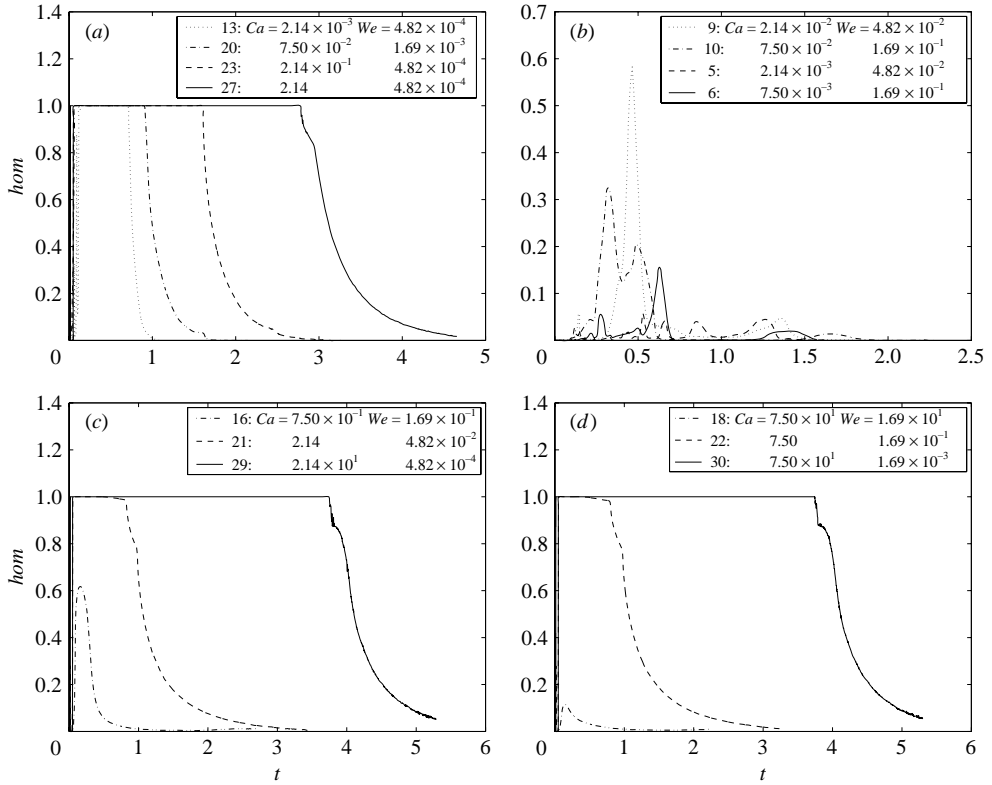 1.4
1.2
1.0
0.8
0.6
0.4
0.2
0
hom
(a)
13: Ca = 2.14 × 10⁻³ We = 4.82 × 10⁻⁴
20: 7.50 × 10⁻² 1.69 × 10⁻³
23: 2.14 × 10⁻¹ 4.82 × 10⁻⁴
27: 2.14 4.82 × 10⁻⁴
1 2 3 4 5
0.7
0.6
0.5
0.4
0.3
0.2
0.1
0
(b)
9: Ca = 2.14 × 10⁻² We = 4.82 × 10⁻²
10: 7.50 × 10⁻² 1.69 × 10⁻¹
5: 2.14 × 10⁻³ 4.82 × 10⁻²
6: 7.50 × 10⁻³ 1.69 × 10⁻¹
0.5 1.0 1.5 2.0 2.5
1.4
1.2
1.0
0.8
0.6
0.4
0.2
0
hom
(c)
16: Ca = 7.50 × 10⁻¹ We = 1.69 × 10⁻¹
21: 2.14 4.82 × 10⁻²
29: 2.14 × 10¹ 4.82 × 10⁻⁴
1 2 3 4 5 6
t
1.4
1.2
1.0
0.8
0.6
0.4
0.2
0
(d)
18: Ca = 7.50 × 10¹ We = 1.69 × 10¹
22: 7.50 1.69 × 10⁻¹
30: 7.50 × 10¹ 1.69 × 10⁻³
1 2 3 4 5 6
t